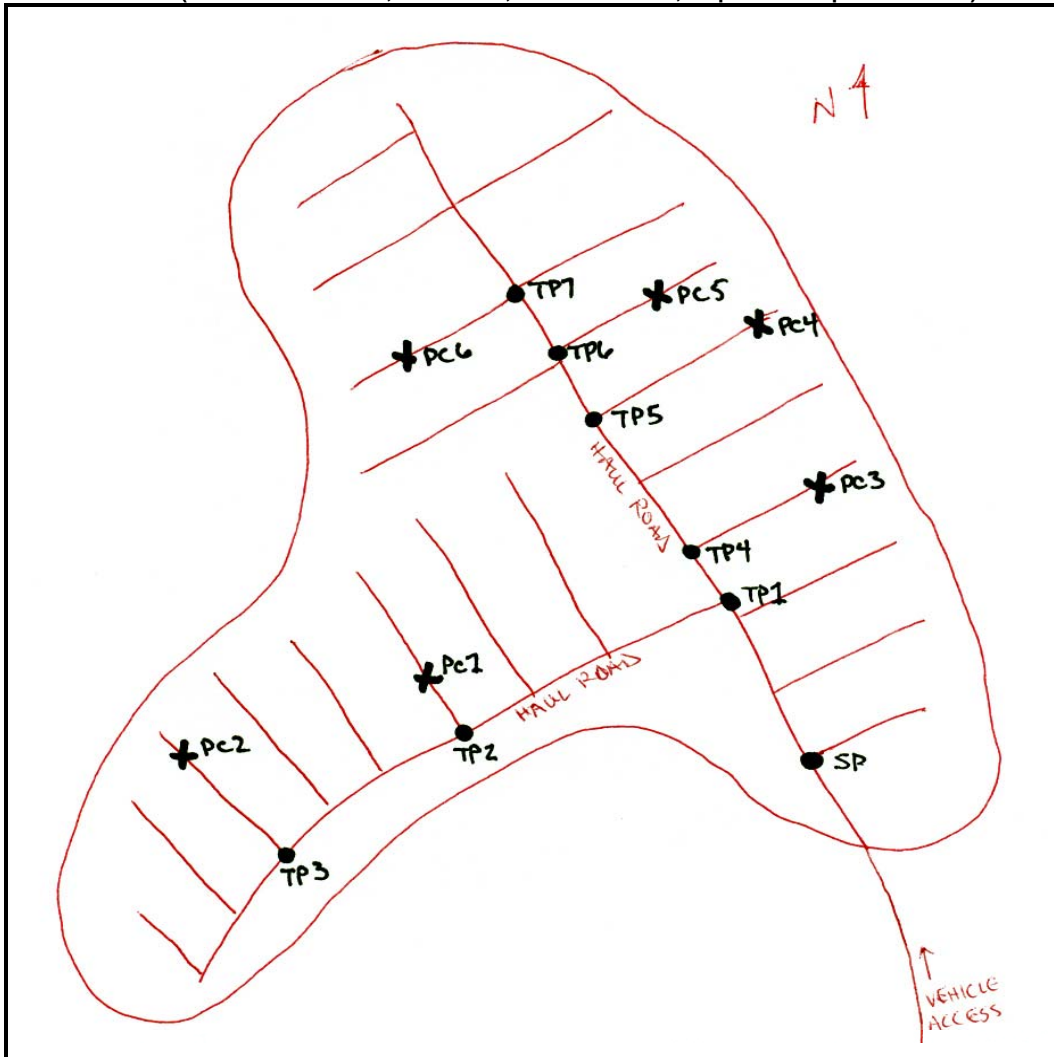 N
TP7
PC5
PC4
PC6
TP6
TP5
HAUL ROAD
PC3
TP4
TP1
PC1
HAUL ROAD
PC2
TP2
SP
TP3
VEHICLE
ACCESS